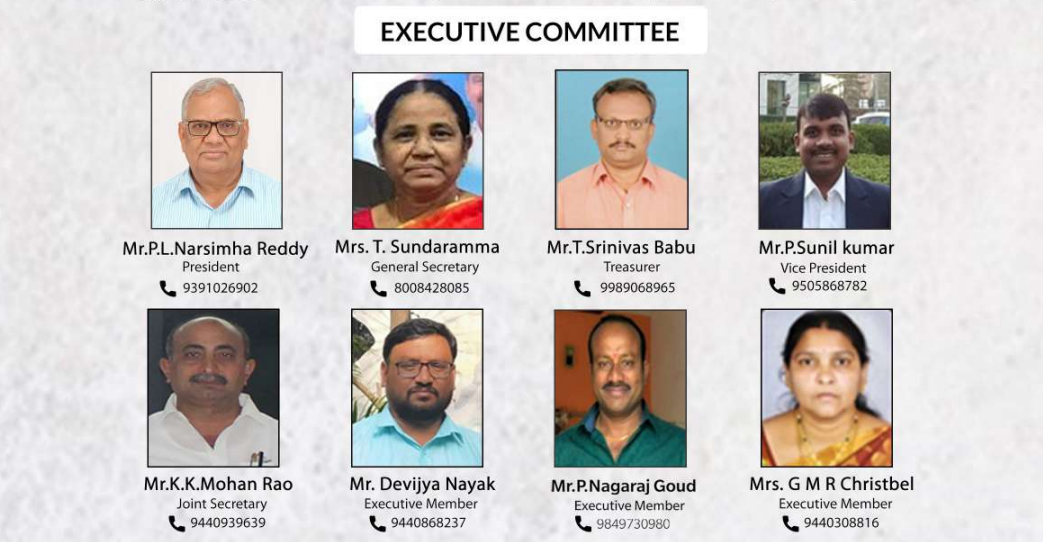 EXECUTIVE COMMITTEE
Mr.P.L.Narsimha Reddy
President
9391026902
Mrs. T. Sundaramma
General Secretary
8008428085
Mr.T.Srinivas Babu
Treasurer
9989068965
Mr.P.Sunil kumar
Vice President
9505868782
Mr.K.K.Mohan Rao
Joint Secretary
9440939639
Mr. Devijya Nayak
Executive Member
9440868237
Mr.P.Nagaraj Goud
Executive Member
9849730980
Mrs. G M R Christbel
Executive Member
9440308816